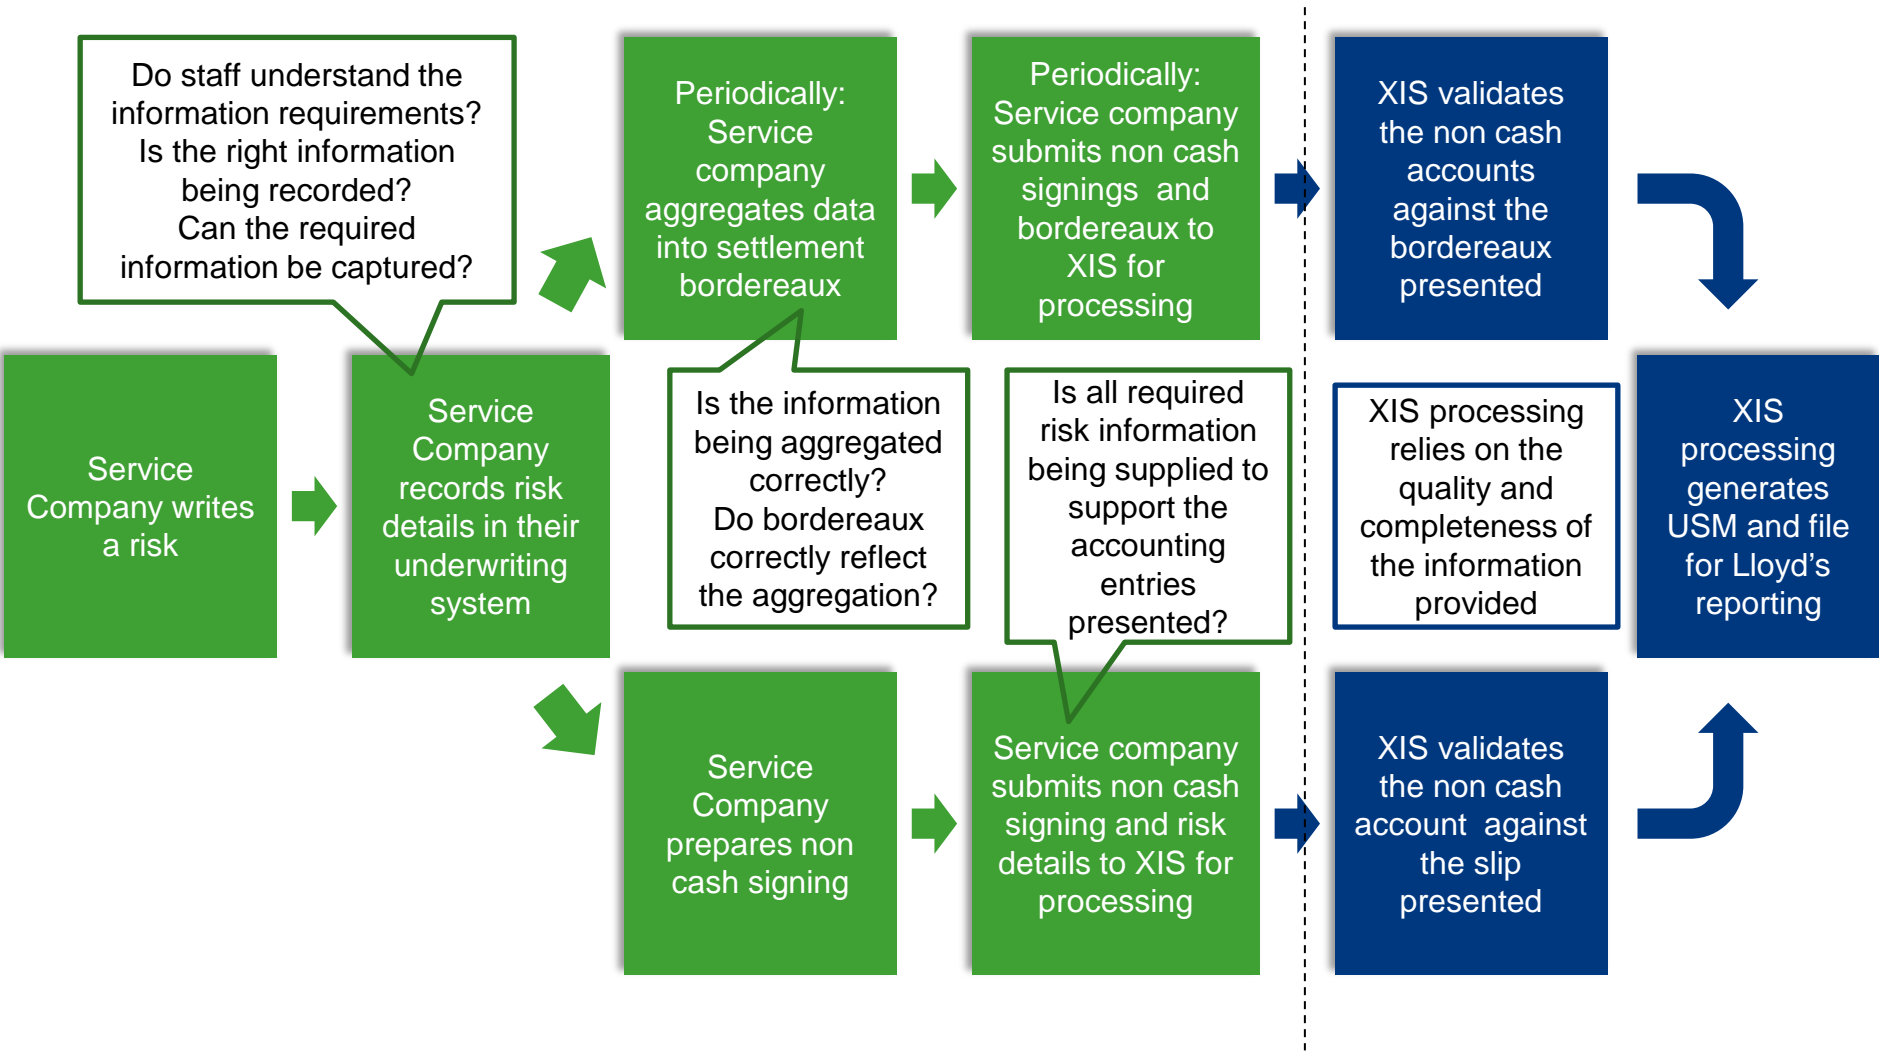 Do staff understand the
information requirements?
Is the right information
being recorded?
Can the required
information be captured?
Periodically:
Service
company
aggregates data
into settlement
bordereaux
Periodically:
Service company
submits non cash
signings and
bordereaux to
XIS for
processing
XIS validates
the non cash
accounts
against the
bordereaux
presented
Service
Company writes
a risk
Service
Company
records risk
details in their
underwriting
system
Is the information
being aggregated
correctly?
Do bordereaux
correctly reflect
the aggregation?
Is all required
risk information
being supplied to
support the
accounting
entries
presented?
XIS processing
relies on the
quality and
completeness of
the information
provided
XIS
processing
generates
USM and file
for Lloyd's
reporting
Service
Company
prepares non
cash signing
Service company
submits non cash
signing and risk
details to XIS for
processing
XIS validates
the non cash
account against
the slip
presented